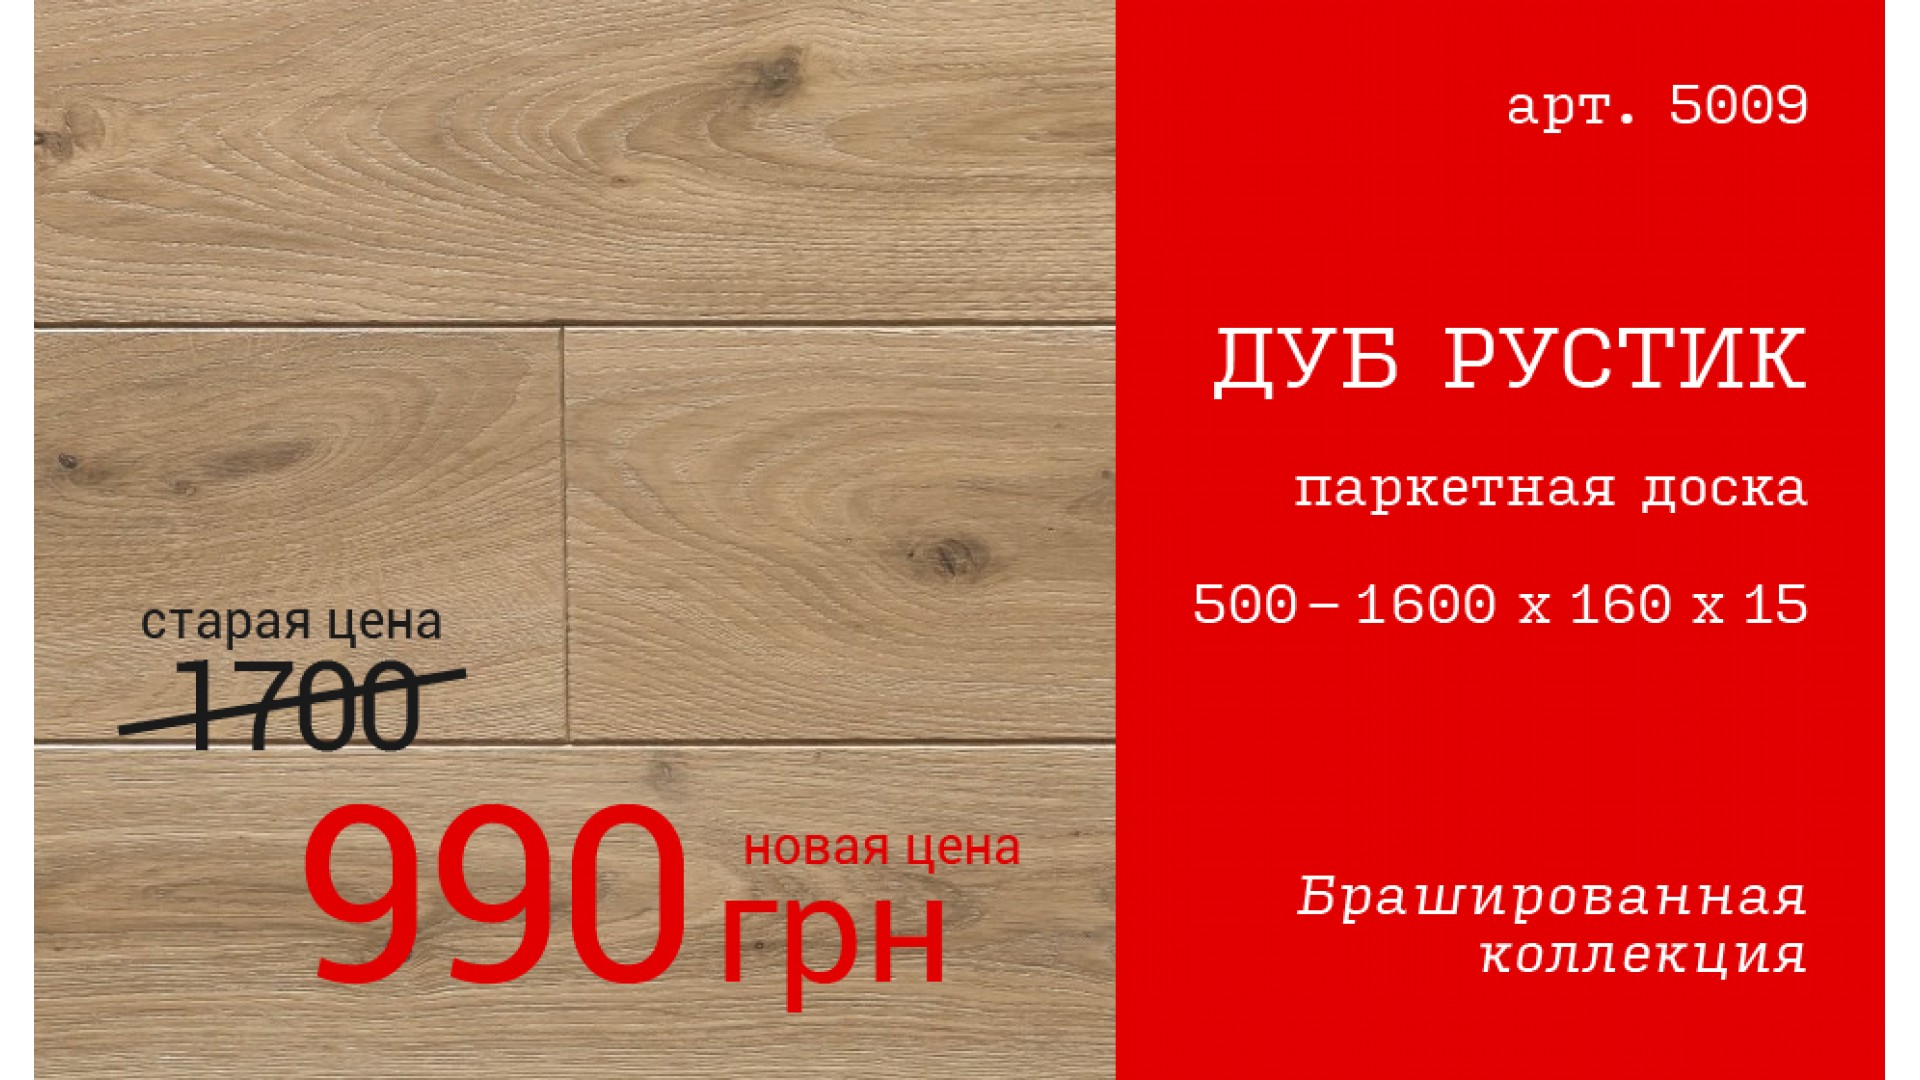 арт. 5009
ДУБ РУСТИК
паркетная доска
500–1600 x 160 x 15
старая цена
1700
990 новая цена
грн
Брашированная
коллекция